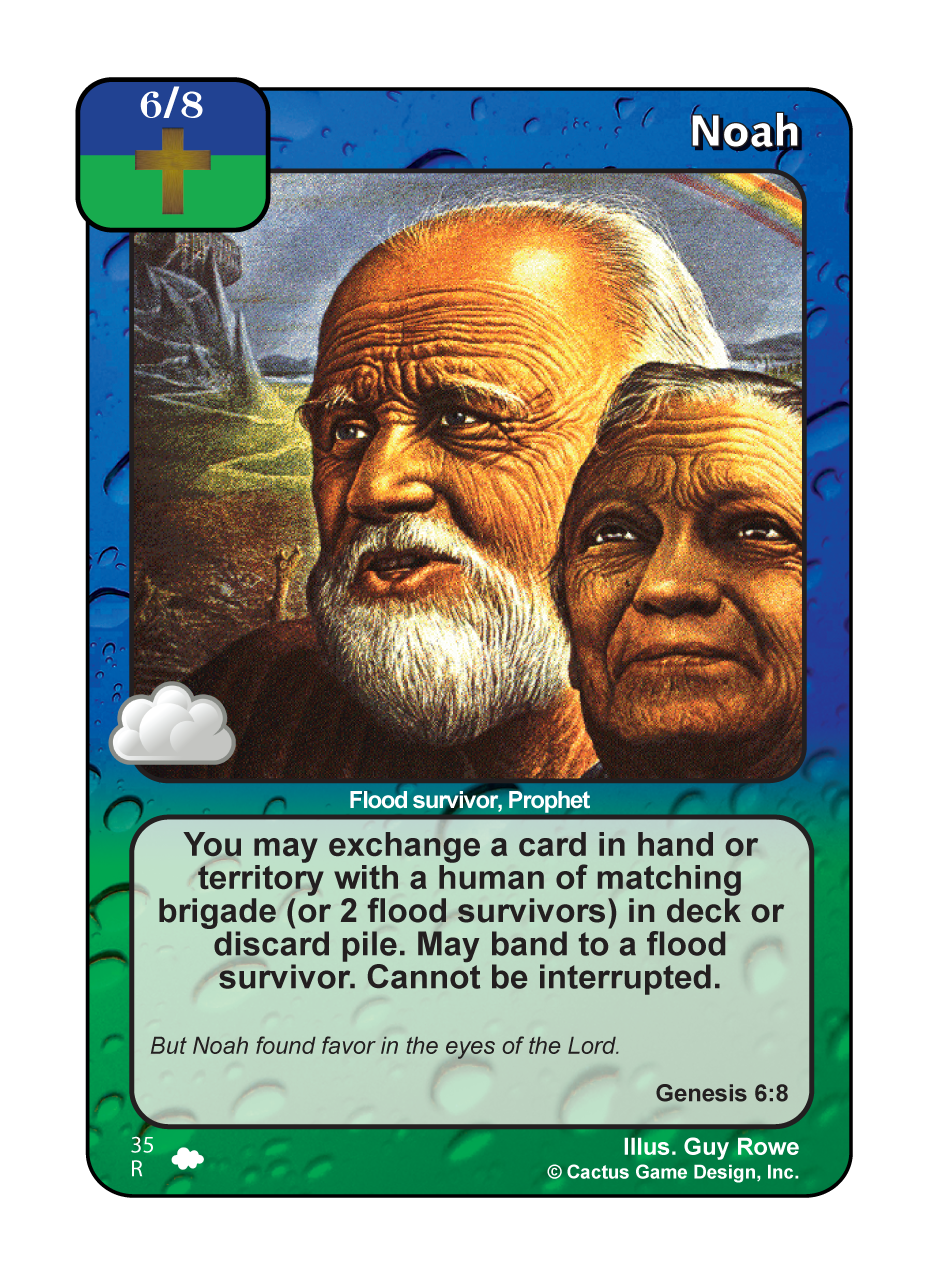 6/8
Noah
Flood survivor, Prophet
You may exchange a card in hand or
territory with a human of matching
brigade (or 2 flood survivors) in deck or
discard pile. May band to a flood
survivor. Cannot be interrupted.
But Noah found favor in the eyes of the Lord.
Genesis 6:8
35
R
Illus. Guy Rowe
© Cactus Game Design, Inc.